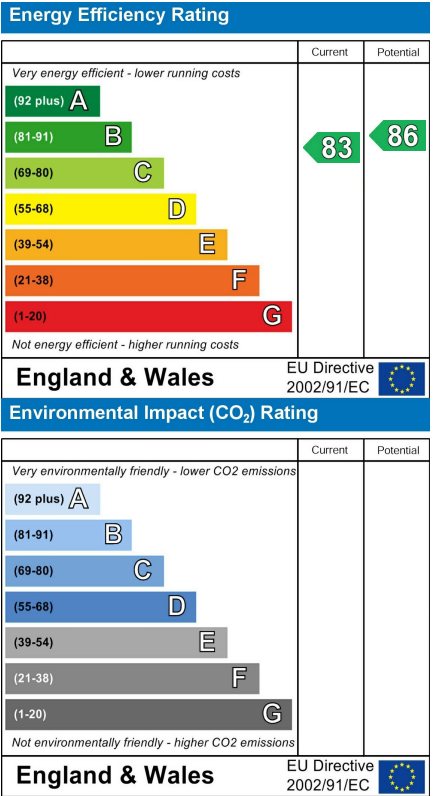 Energy Efficiency Rating
Current Potential
Very energy efficient - lower running costs
(92 plus) A
(81-91) B
(69-80) C
(55-68) D
(39-54) E
(21-38) F
(1-20) G
83 86
Not energy efficient - higher running costs
England & Wales
EU Directive
2002/91/EC
Environmental Impact (CO₂) Rating
Current Potential
Very environmentally friendly - lower CO2 emissions
(92 plus) A
(81-91) B
(69-80) C
(55-68) D
(39-54) E
(21-38) F
(1-20) G
Not environmentally friendly - higher CO2 emissions
England & Wales
EU Directive
2002/91/EC